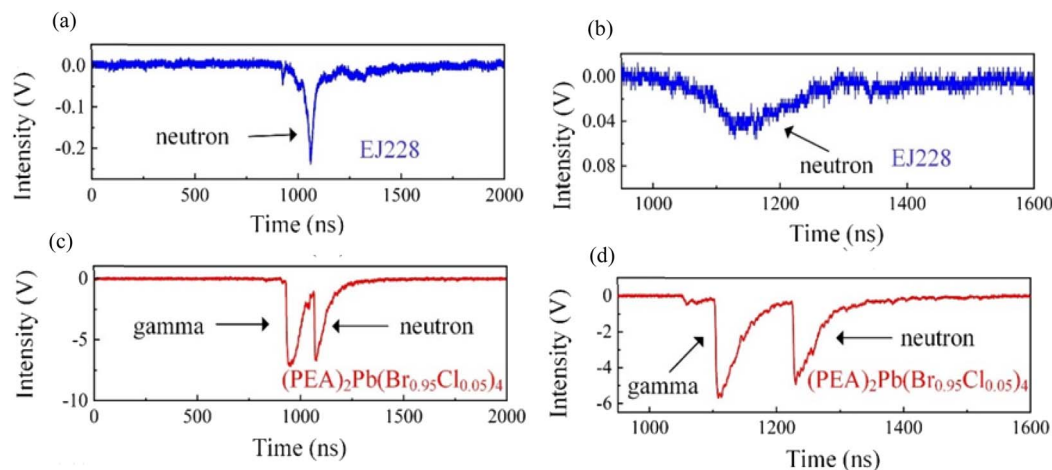 (a)
0.0
-0.1
-0.2
Intensity (V)
neutron
EJ228
0 500 1000 1500 2000
Time (ns)
(b)
0.00
0.04
0.08
Intensity (V)
neutron
EJ228
1000 1200 1400 1600
Time (ns)
(c)
0
-5
-10
Intensity (V)
gamma
neutron
(PEA)₂Pb(Br₀.₉₅Cl₀.₀₅)₄
0 500 1000 1500 2000
Time (ns)
(d)
0
-2
-4
-6
Intensity (V)
gamma
neutron
(PEA)₂Pb(Br₀.₉₅Cl₀.₀₅)₄
1000 1200 1400 1600
Time (ns)